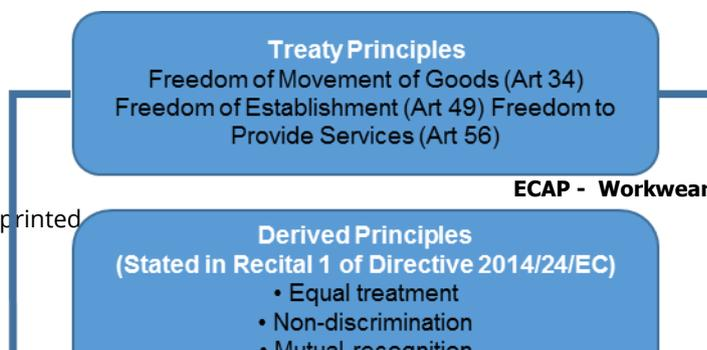 Treaty Principles
Freedom of Movement of Goods (Art 34)
Freedom of Establishment (Art 49) Freedom to
Provide Services (Art 56)
ECAP - Workwear
printed
Derived Principles
(Stated in Recital 1 of Directive 2014/24/EC)
• Equal treatment
• Non-discrimination
• Mutual recognition